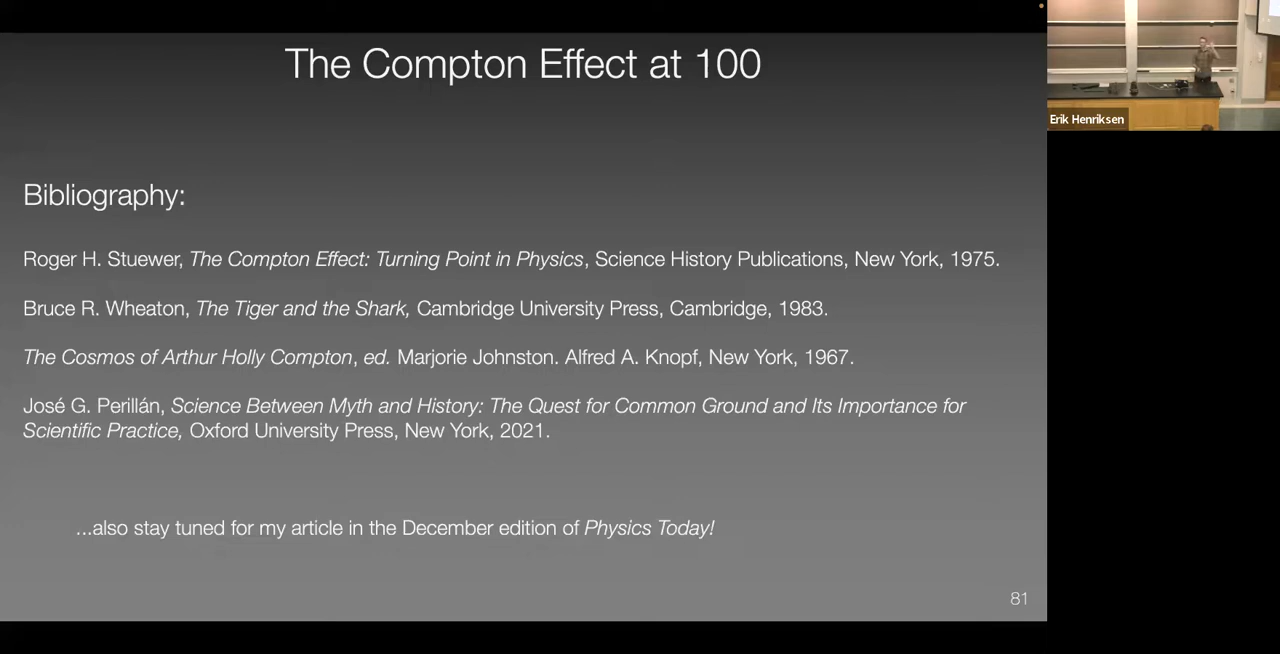 The Compton Effect at 100
Erik Henriksen
Bibliography:
Roger H. Stuewer, The Compton Effect: Turning Point in Physics, Science History Publications, New York, 1975.
Bruce R. Wheaton, The Tiger and the Shark, Cambridge University Press, Cambridge, 1983.
The Cosmos of Arthur Holly Compton, ed. Marjorie Johnston. Alfred A. Knopf, New York, 1967.
José G. Perillán, Science Between Myth and History: The Quest for Common Ground and Its Importance for
Scientific Practice, Oxford University Press, New York, 2021.
...also stay tuned for my article in the December edition of Physics Today!
81